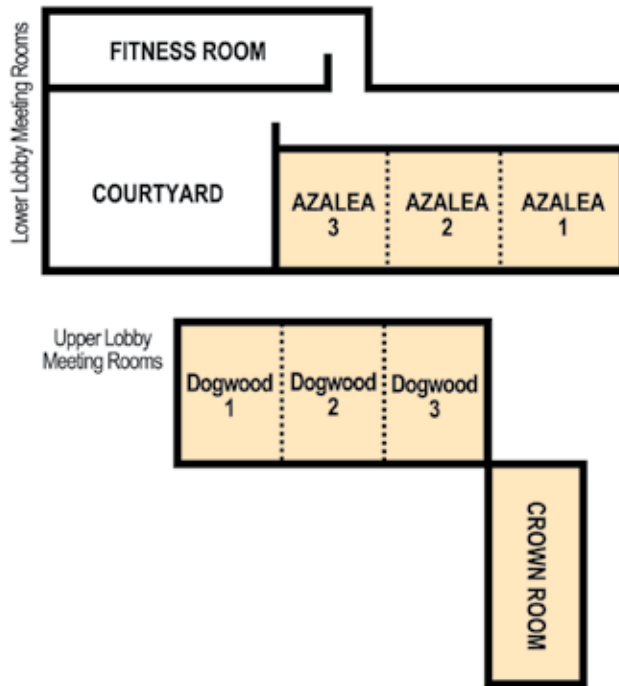 Lower Lobby Meeting Rooms
FITNESS ROOM
COURTYARD
AZALEA
3
AZALEA
2
AZALEA
1
Upper Lobby
Meeting Rooms
Dogwood
1
Dogwood
2
Dogwood
3
CROWN ROOM